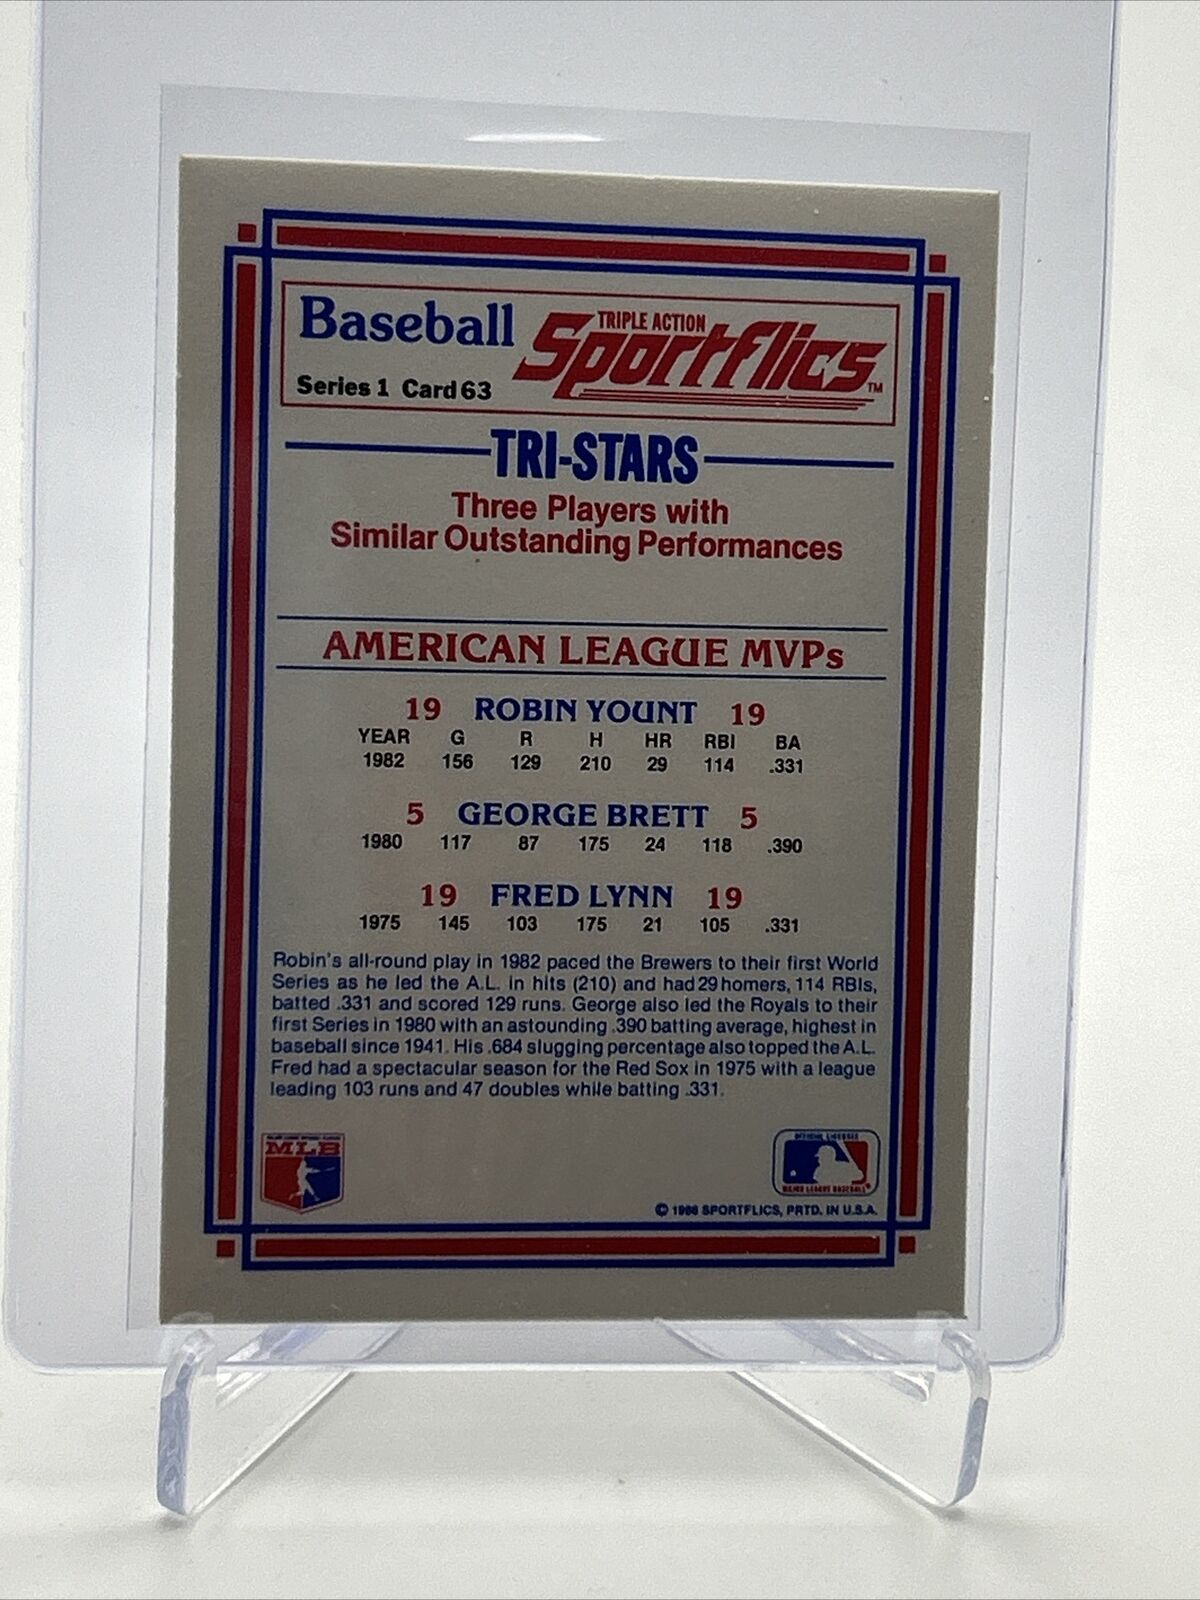 Baseball TRIPLE ACTION Sportflics™
Series 1 Card 63
TRI-STARS
Three Players with
Similar Outstanding Performances
AMERICAN LEAGUE MVPs
19 ROBIN YOUNT 19
YEAR G R H HR RBI BA
1982 156 129 210 29 114 .331
5 GEORGE BRETT 5
1980 117 87 175 24 118 .390
19 FRED LYNN 19
1975 145 103 175 21 105 .331
Robin's all-round play in 1982 paced the Brewers to their first World
Series as he led the A.L. in hits (210) and had 29 homers, 114 RBIs,
batted .331 and scored 129 runs. George also led the Royals to their
first Series in 1980 with an astounding .390 batting average, highest in
baseball since 1941. His .684 slugging percentage also topped the A.L.
Fred had a spectacular season for the Red Sox in 1975 with a league
leading 103 runs and 47 doubles while batting .331.
MLB
OFFICIAL LICENSEE
MAJOR LEAGUE BASEBALL
© 1986 SPORTFLICS, PRTD. IN U.S.A.